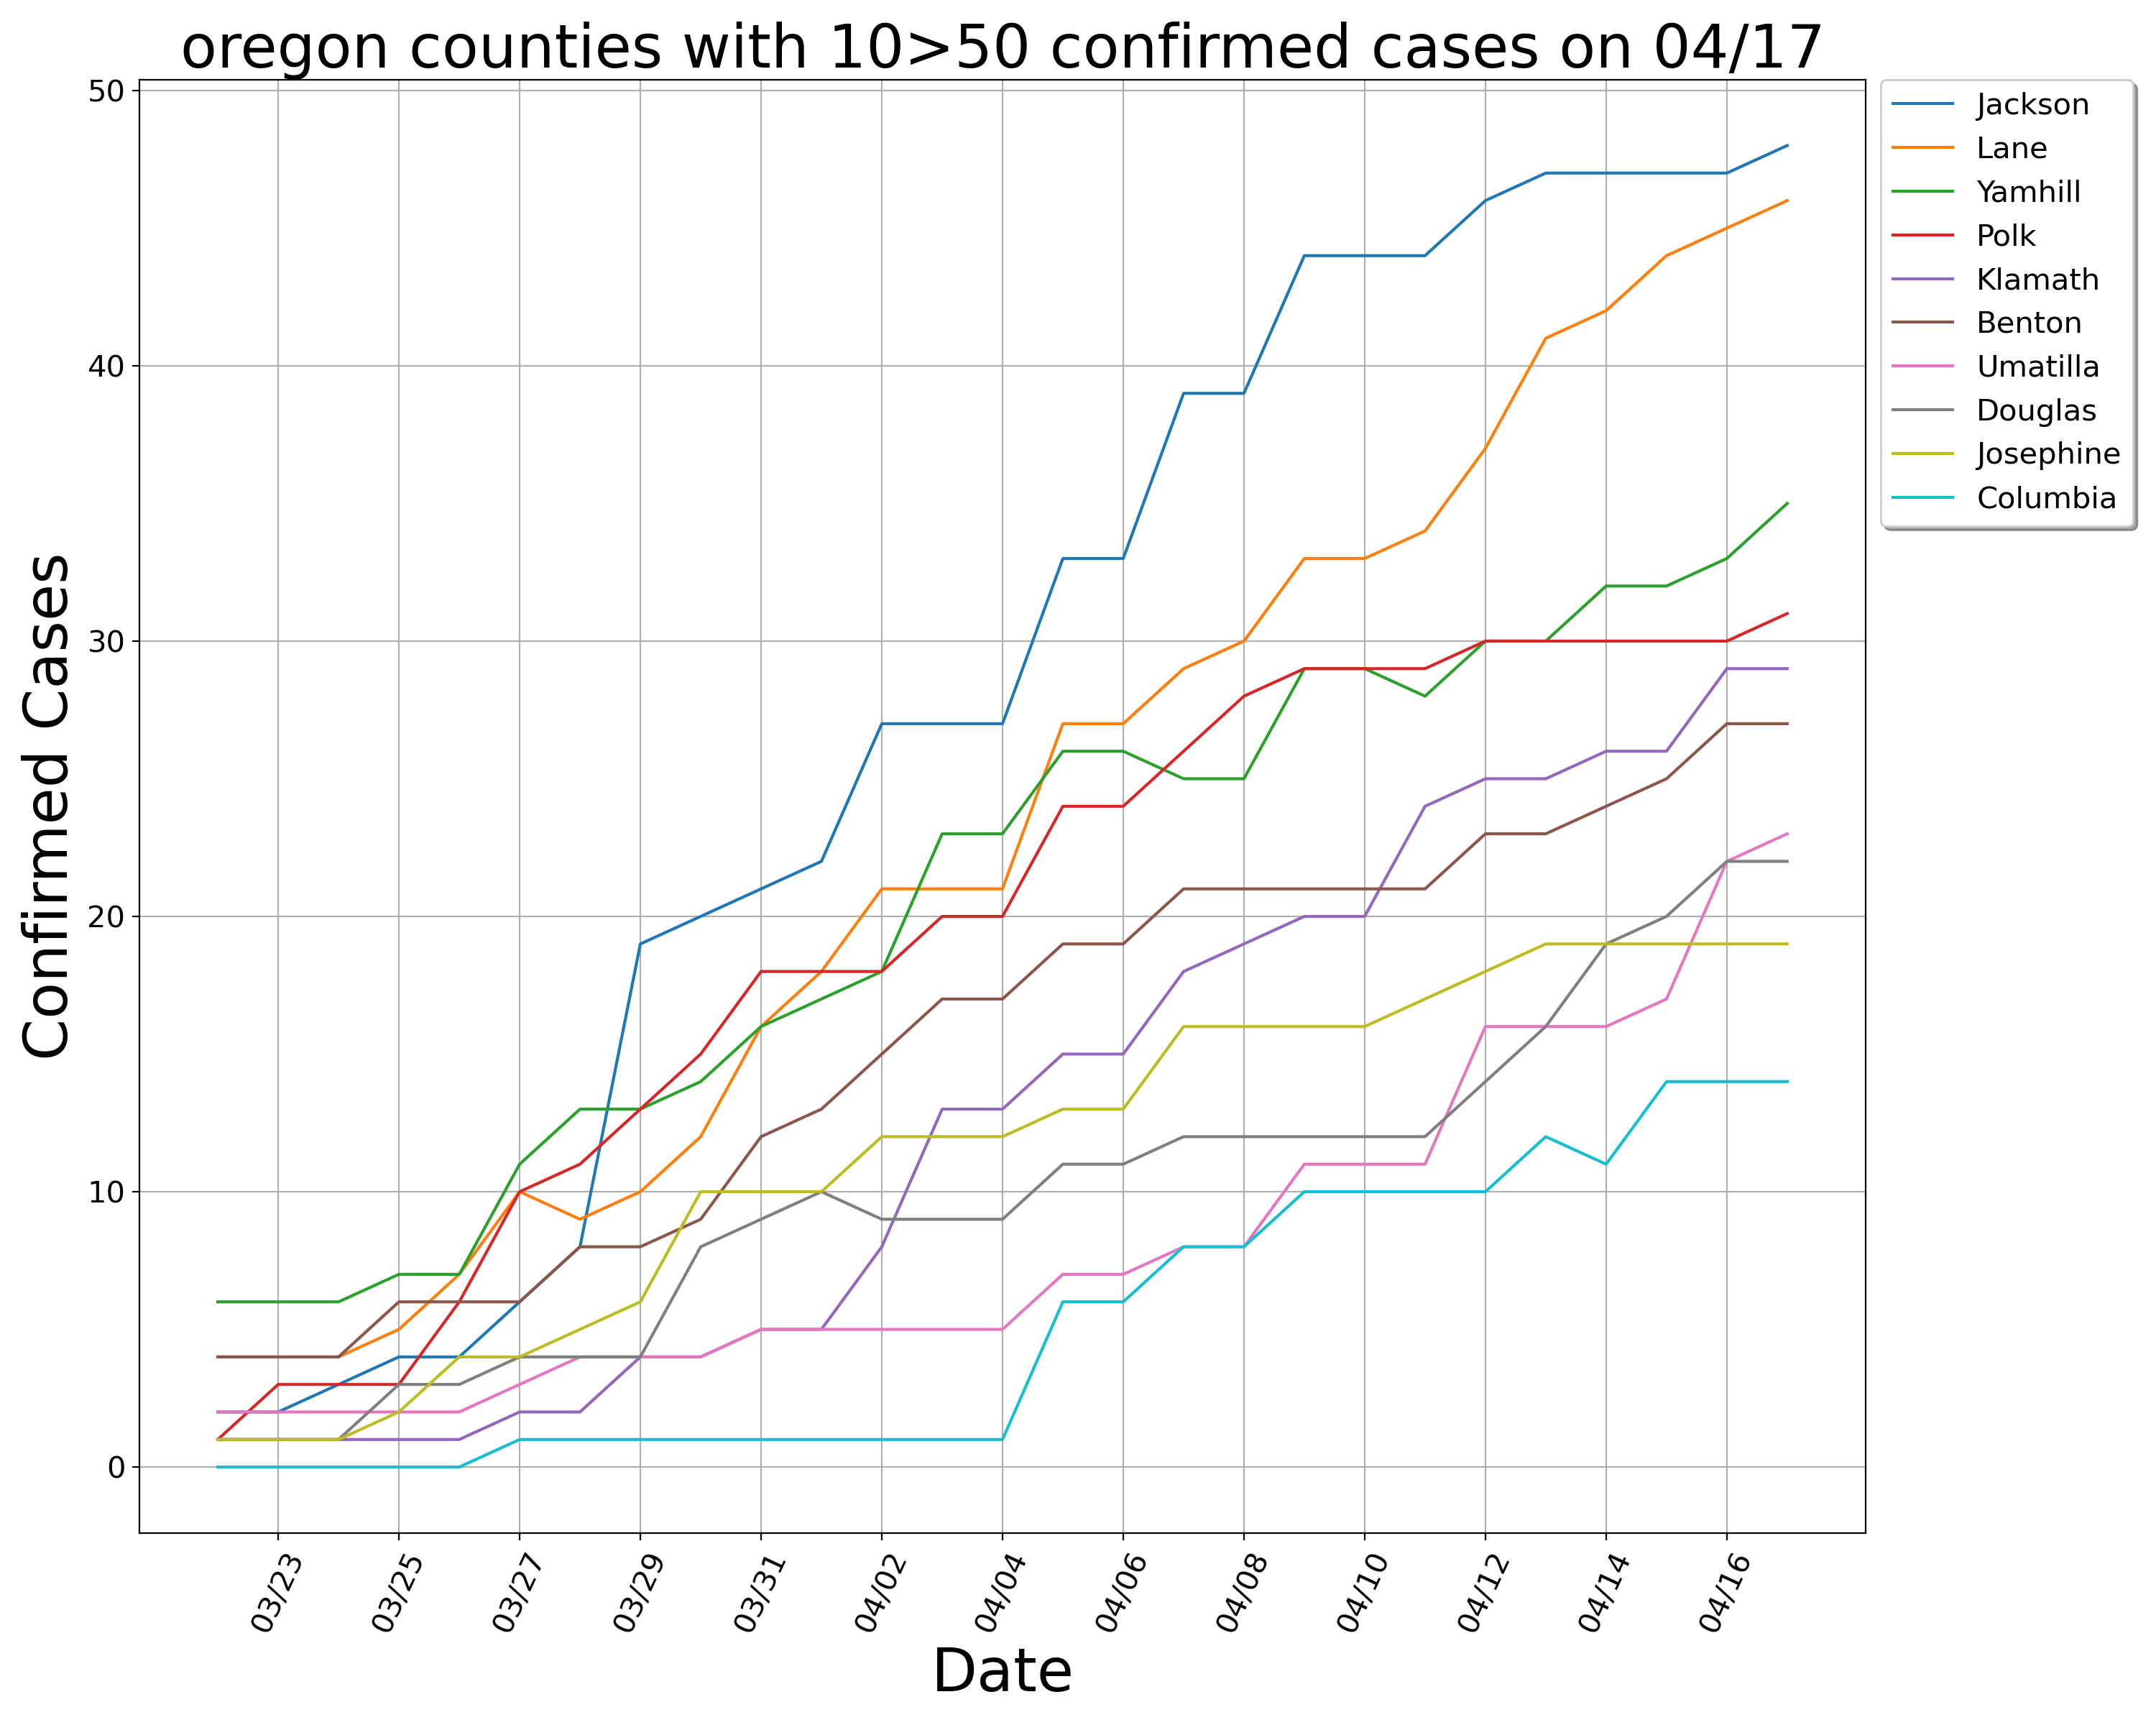 oregon counties with 10>50 confirmed cases on 04/17
50
40
30
20
10
0
Confirmed Cases
03/23
03/25
03/27
03/29
03/31
04/02
04/04
04/06
04/08
04/10
04/12
04/14
04/16
Date
Jackson
Lane
Yamhill
Polk
Klamath
Benton
Umatilla
Douglas
Josephine
Columbia